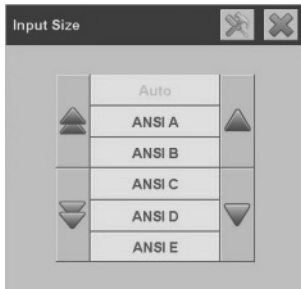 Input Size
Auto
ANSI A
ANSI B
ANSI C
ANSI D
ANSI E